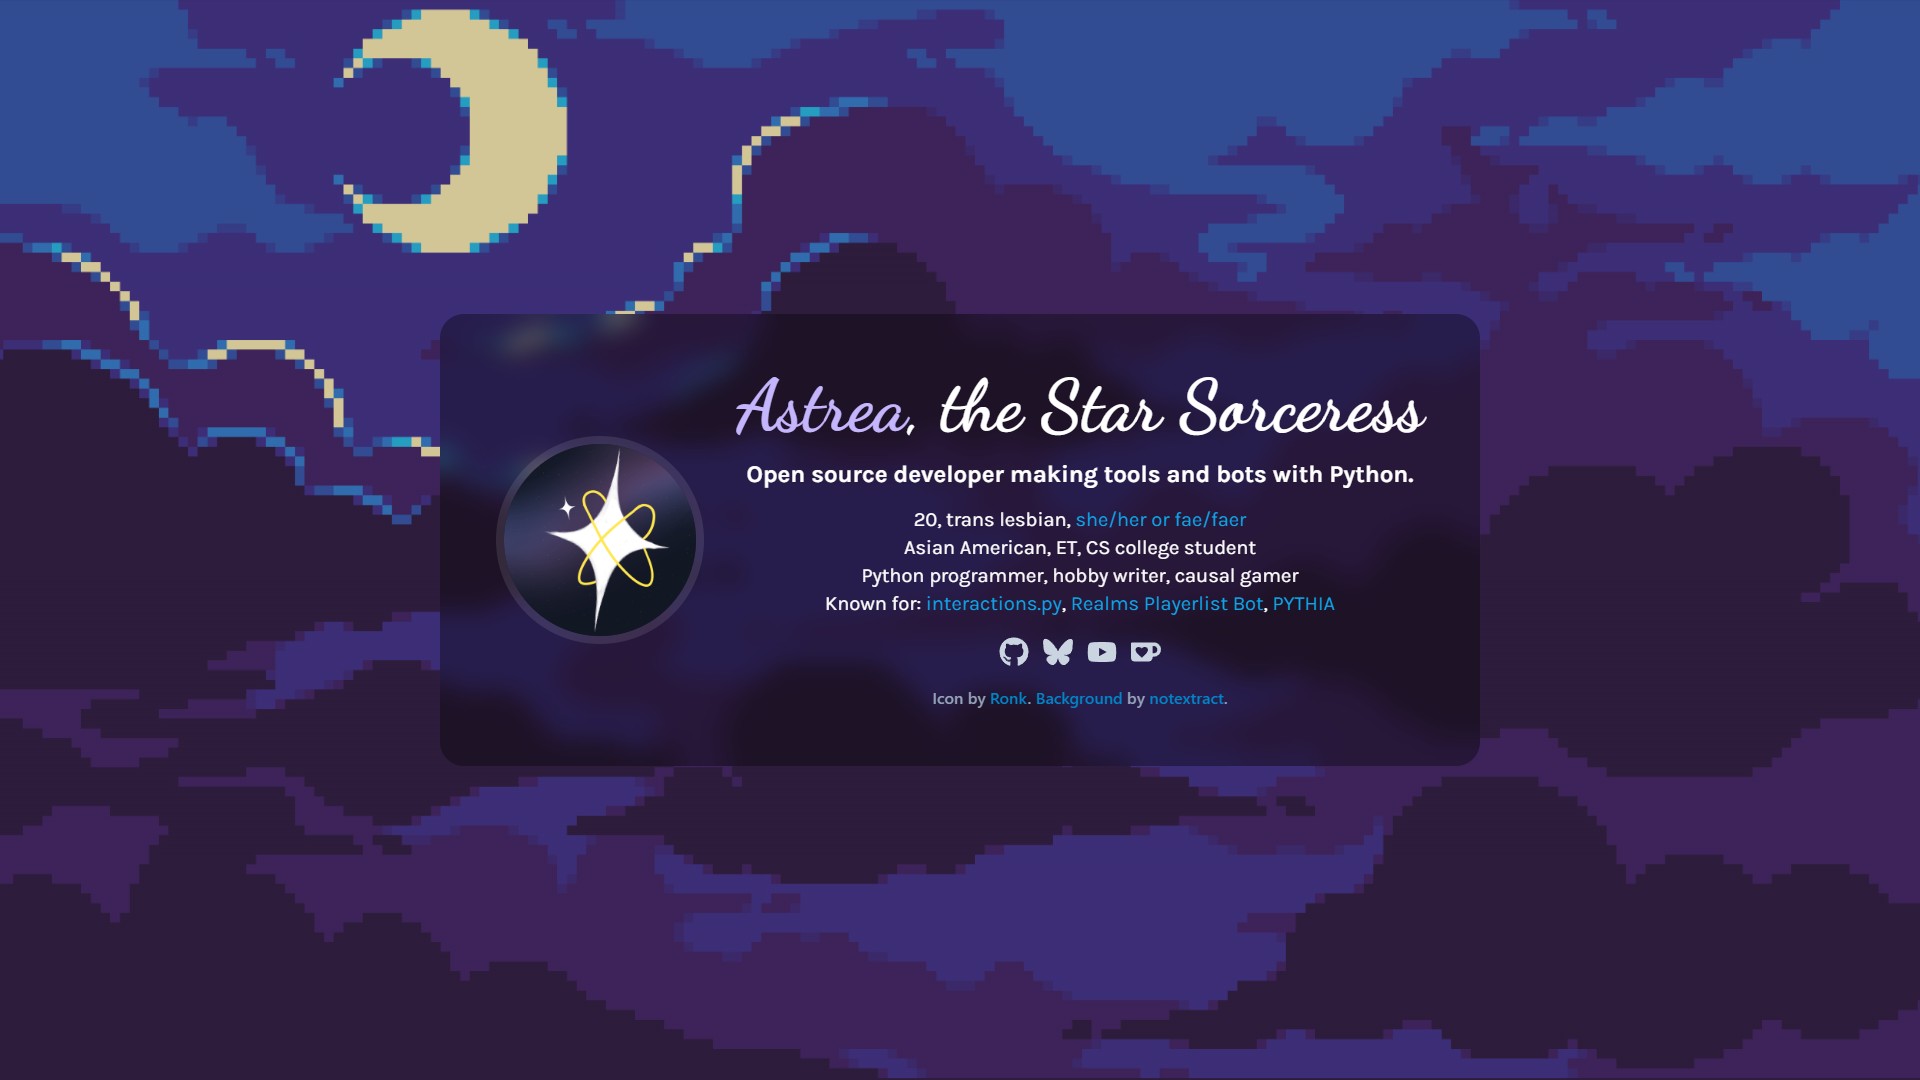 Astrea, the Star Sorceress
Open source developer making tools and bots with Python.
20, trans lesbian, she/her or fae/faer
Asian American, ET, CS college student
Python programmer, hobby writer, causal gamer
Known for: interactions.py, Realms Playerlist Bot, PYTHIA
Icon by Ronk. Background by notextract.